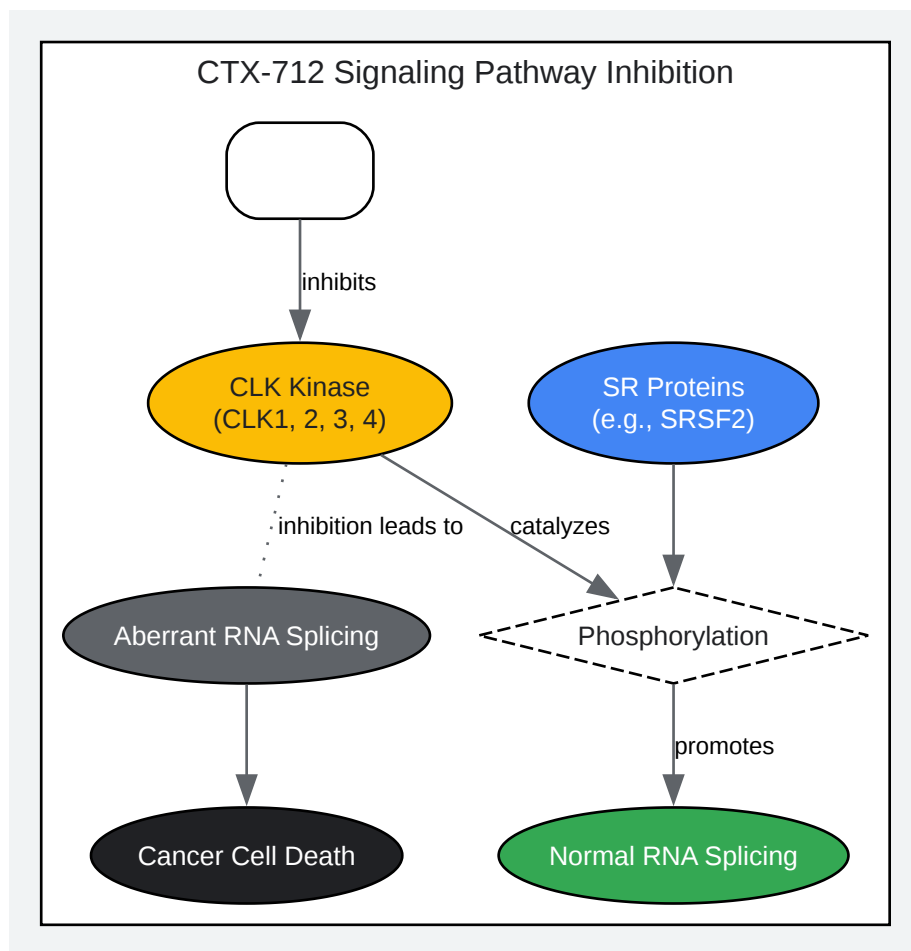 CTX-712 Signaling Pathway Inhibition
inhibits
CLK Kinase
(CLK1, 2, 3, 4)
SR Proteins
(e.g., SRSF2)
inhibition leads to
catalyzes
Aberrant RNA Splicing
Phosphorylation
promotes
Cancer Cell Death
Normal RNA Splicing